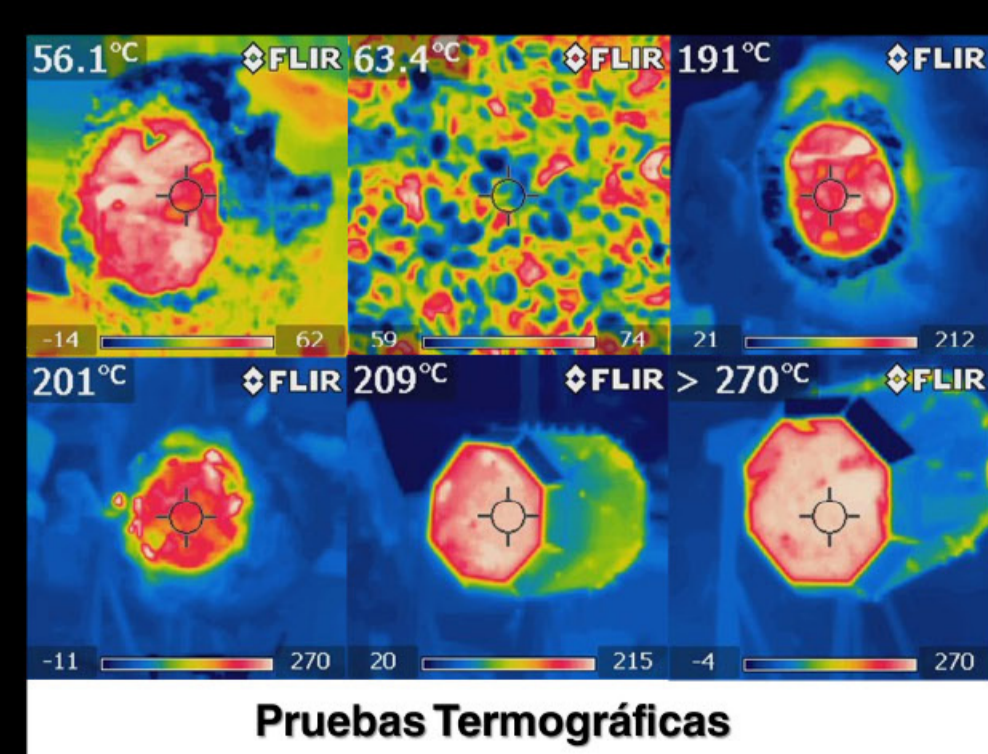 56.1°C FLIR 63.4°C FLIR 191°C FLIR
-14 62 59 74 21 212
201°C FLIR 209°C FLIR > 270°C FLIR
-11 270 20 215 -4 270
Pruebas Termográficas